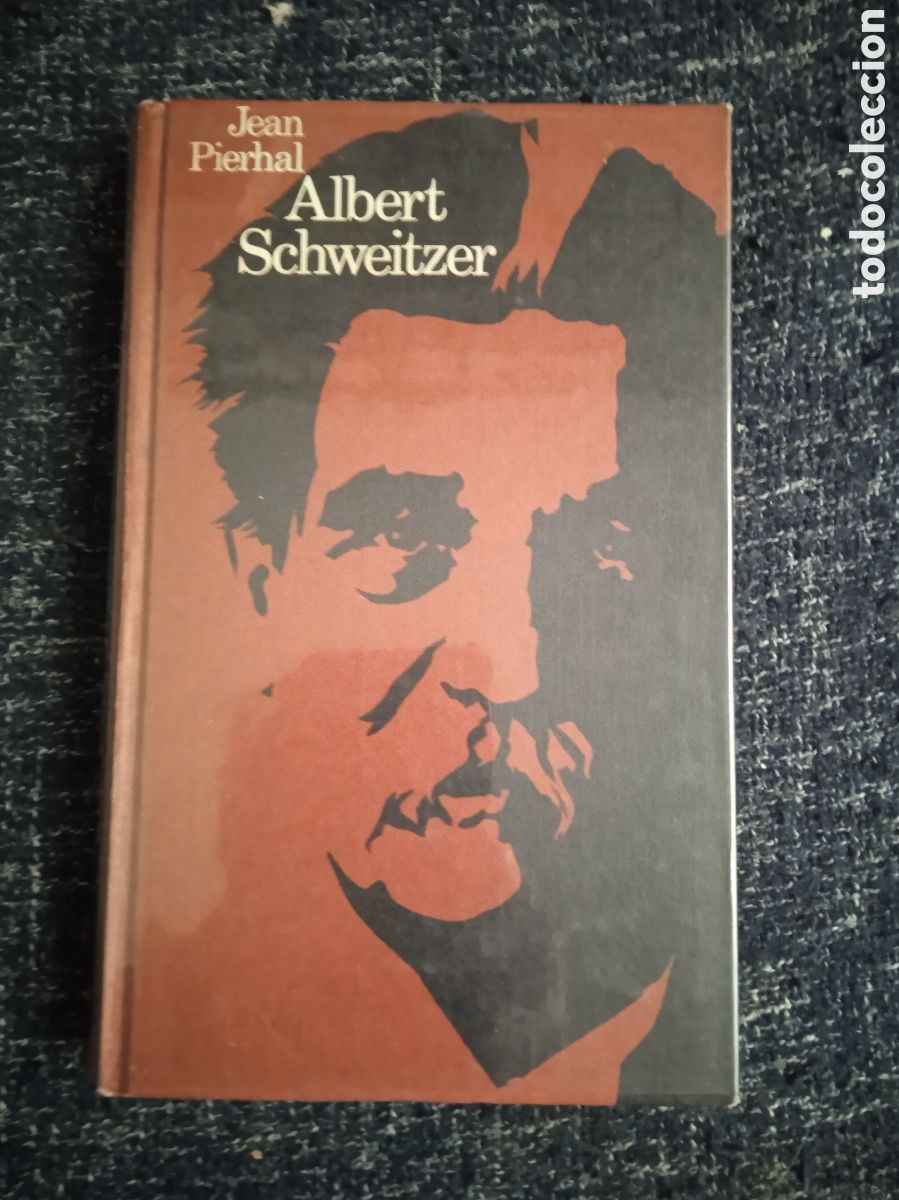 Jean
Pierhal
Albert
Schweitzer
todocoleccion